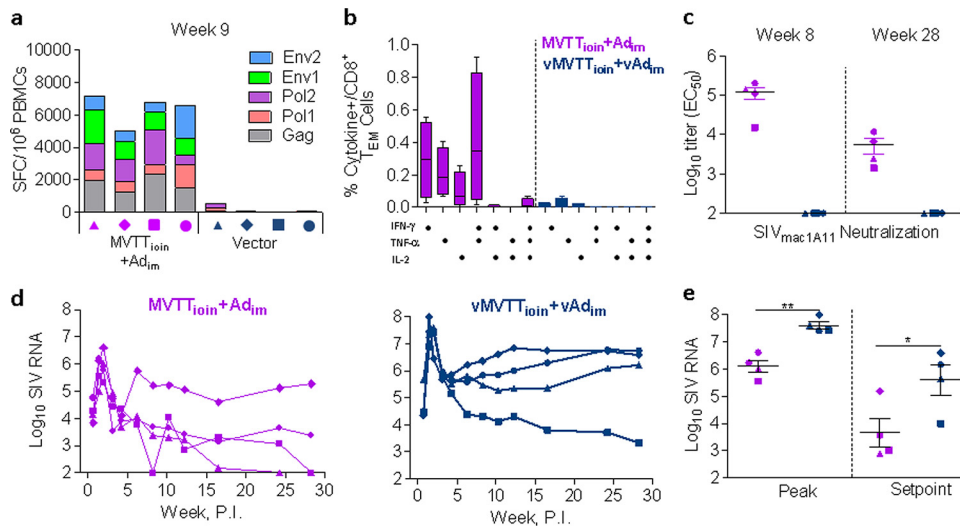 a
Week 9
SFC/10⁶ PBMCs
10000
8000
6000
4000
2000
0
Env2
Env1
Pol2
Pol1
Gag
MVTTioin
+Adim
Vector
b
MVTTioin+Adim
vMVTTioin+vAdim
% Cytokine+/CD8⁺
TEM Cells
1.0
0.8
0.6
0.4
0.2
0.0
IFN-γ
TNF-α
IL-2
c
Week 8
Week 28
Log10 titer (EC50)
6
5
4
3
2
SIVmac1A11 Neutralization
d
MVTTioin+Adim
Log10 SIV RNA
8
7
6
5
4
3
2
0 5 10 15 20 25 30
Week, P.I.
vMVTTioin+vAdim
8
7
6
5
4
3
2
0 5 10 15 20 25 30
Week, P.I.
e
Log10 SIV RNA
8
7
6
5
4
3
2
**
*
Peak
Setpoint